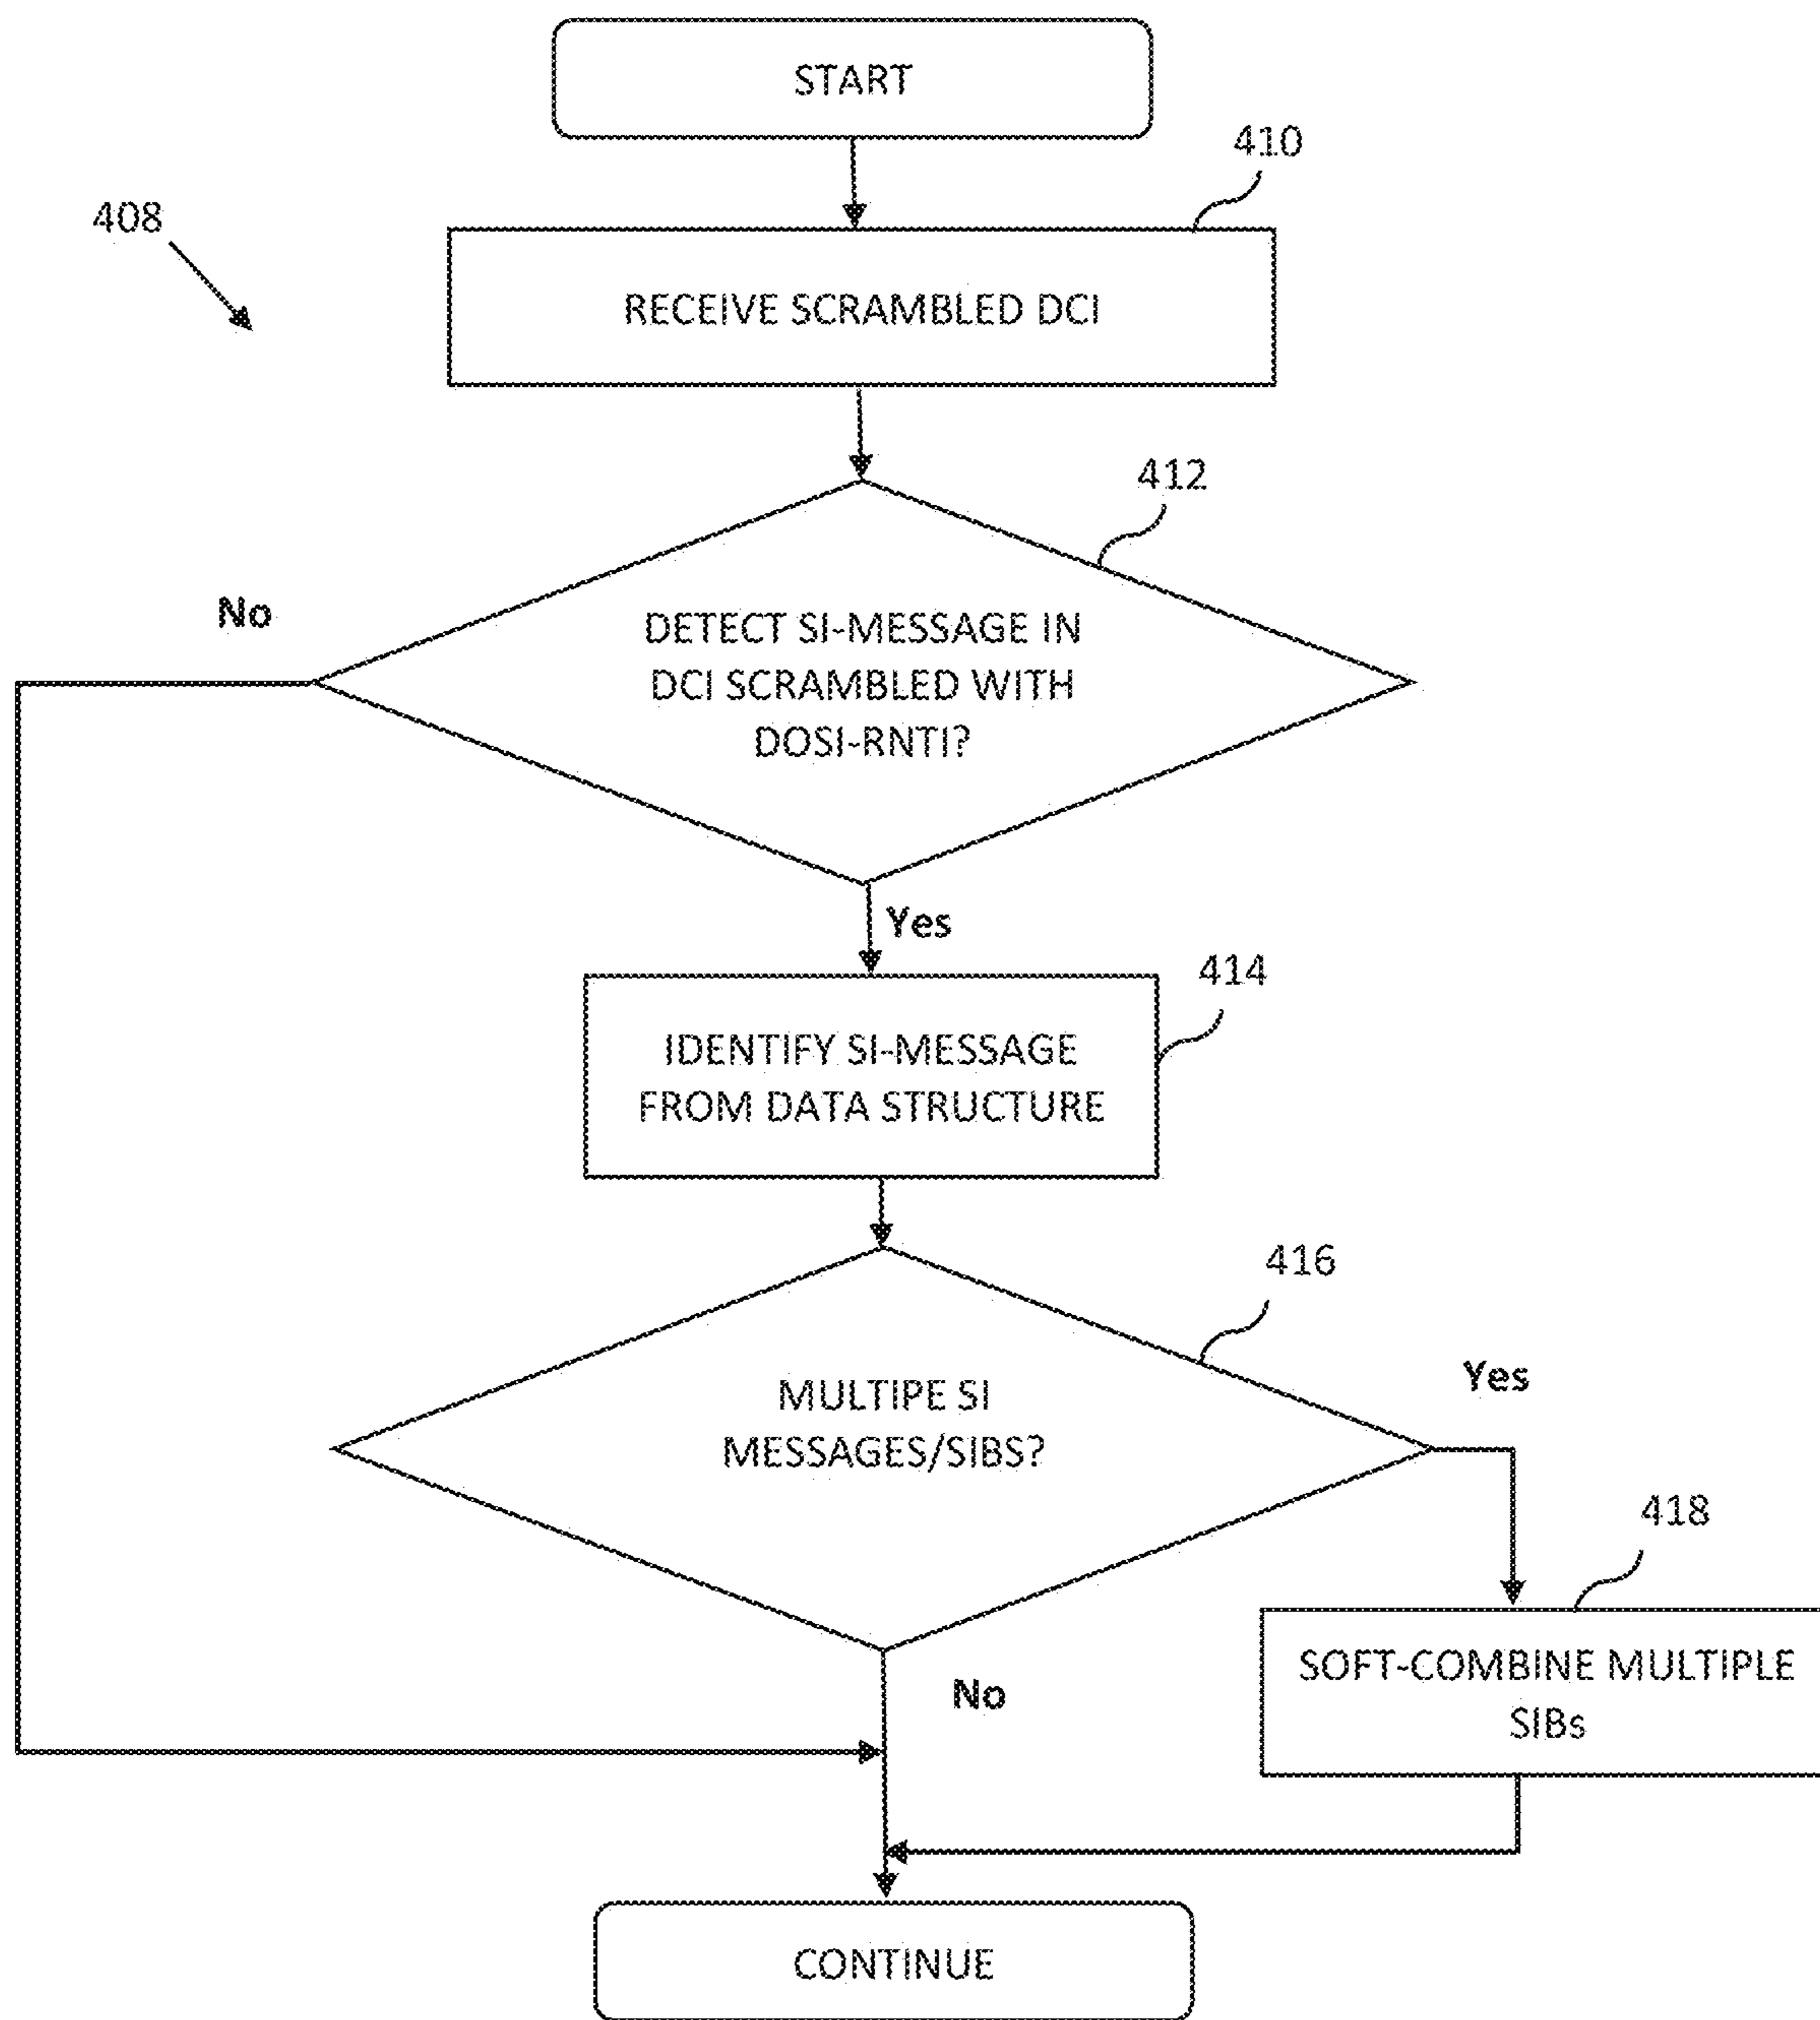 START
410
408
RECEIVE SCRAMBLED DCI
412
No
DETECT SI-MESSAGE IN
DCI SCRAMBLED WITH
DOSI-RNTI?
Yes
414
IDENTIFY SI-MESSAGE
FROM DATA STRUCTURE
416
Yes
MULTIPE SI
MESSAGES/SIBS?
418
SOFT-COMBINE MULTIPLE
SIBs
No
CONTINUE